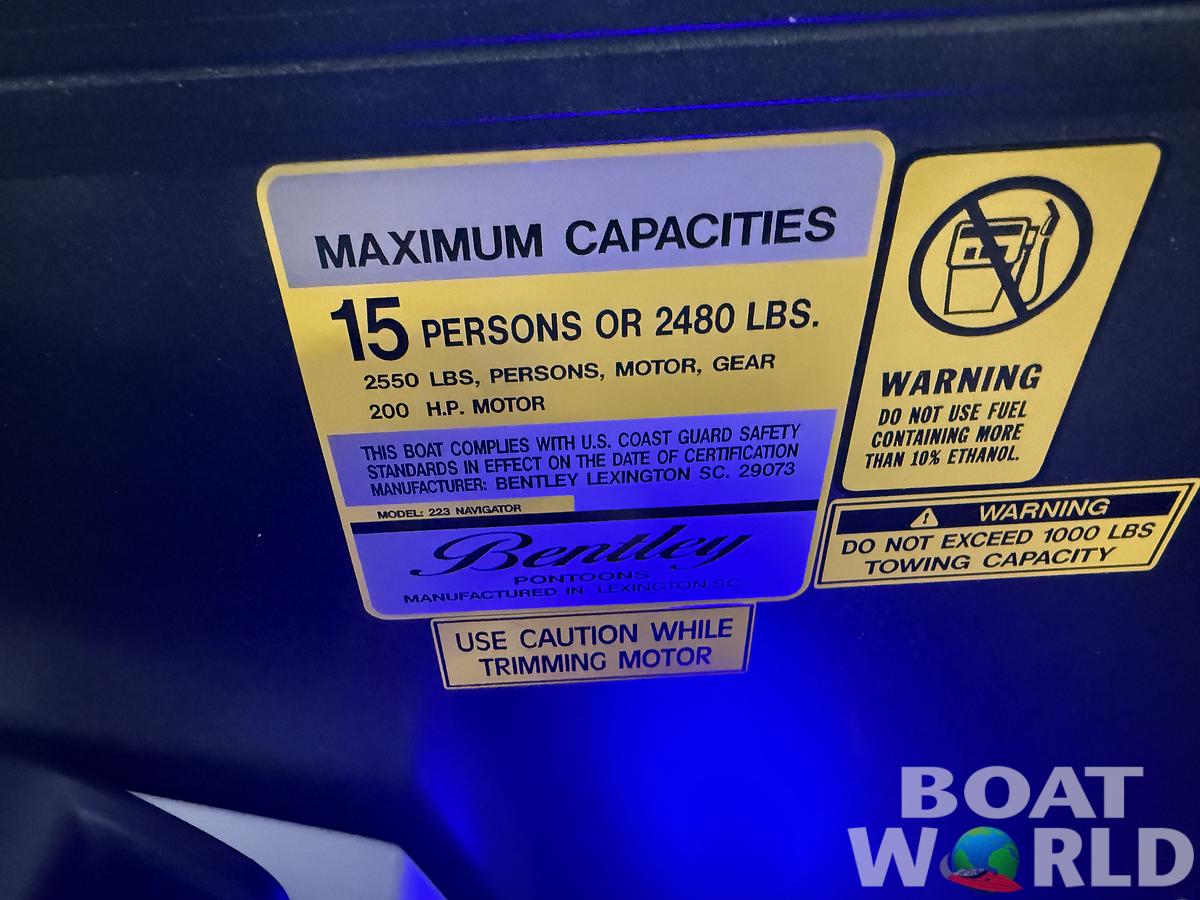 MAXIMUM CAPACITIES
15 PERSONS OR 2480 LBS.
2550 LBS, PERSONS, MOTOR, GEAR
200 H.P. MOTOR
THIS BOAT COMPLIES WITH U.S. COAST GUARD SAFETY
STANDARDS IN EFFECT ON THE DATE OF CERTIFICATION
MANUFACTURER: BENTLEY LEXINGTON SC. 29073
MODEL: 223 NAVIGATOR
Bentley
PONTOONS
MANUFACTURED IN LEXINGTON, SC
USE CAUTION WHILE
TRIMMING MOTOR
WARNING
DO NOT USE FUEL
CONTAINING MORE
THAN 10% ETHANOL.
WARNING
DO NOT EXCEED 1000 LBS
TOWING CAPACITY
BOAT
WORLD